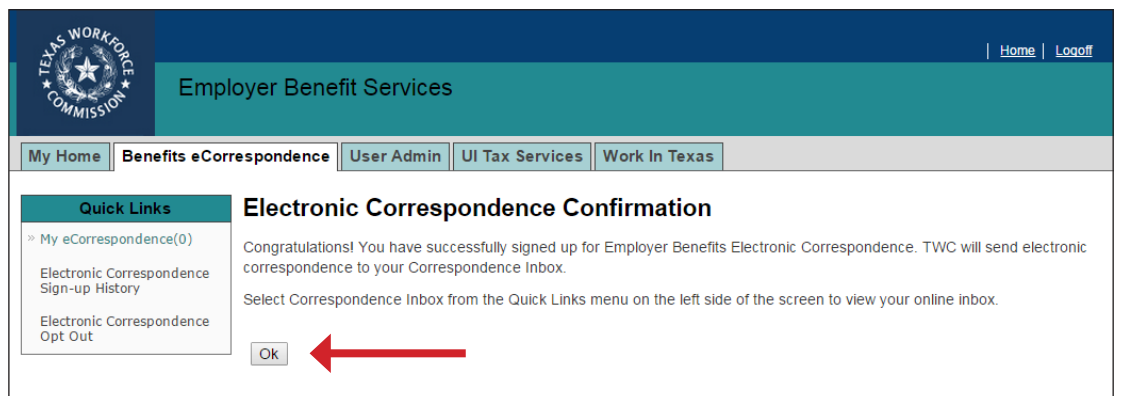 TEXAS WORKFORCE
COMMISSION
Home | Logoff
Employer Benefit Services
My Home
Benefits eCorrespondence
User Admin
UI Tax Services
Work In Texas
Quick Links
» My eCorrespondence(0)
Electronic Correspondence
Sign-up History
Electronic Correspondence
Opt Out
Electronic Correspondence Confirmation
Congratulations! You have successfully signed up for Employer Benefits Electronic Correspondence. TWC will send electronic
correspondence to your Correspondence Inbox.
Select Correspondence Inbox from the Quick Links menu on the left side of the screen to view your online inbox.
Ok